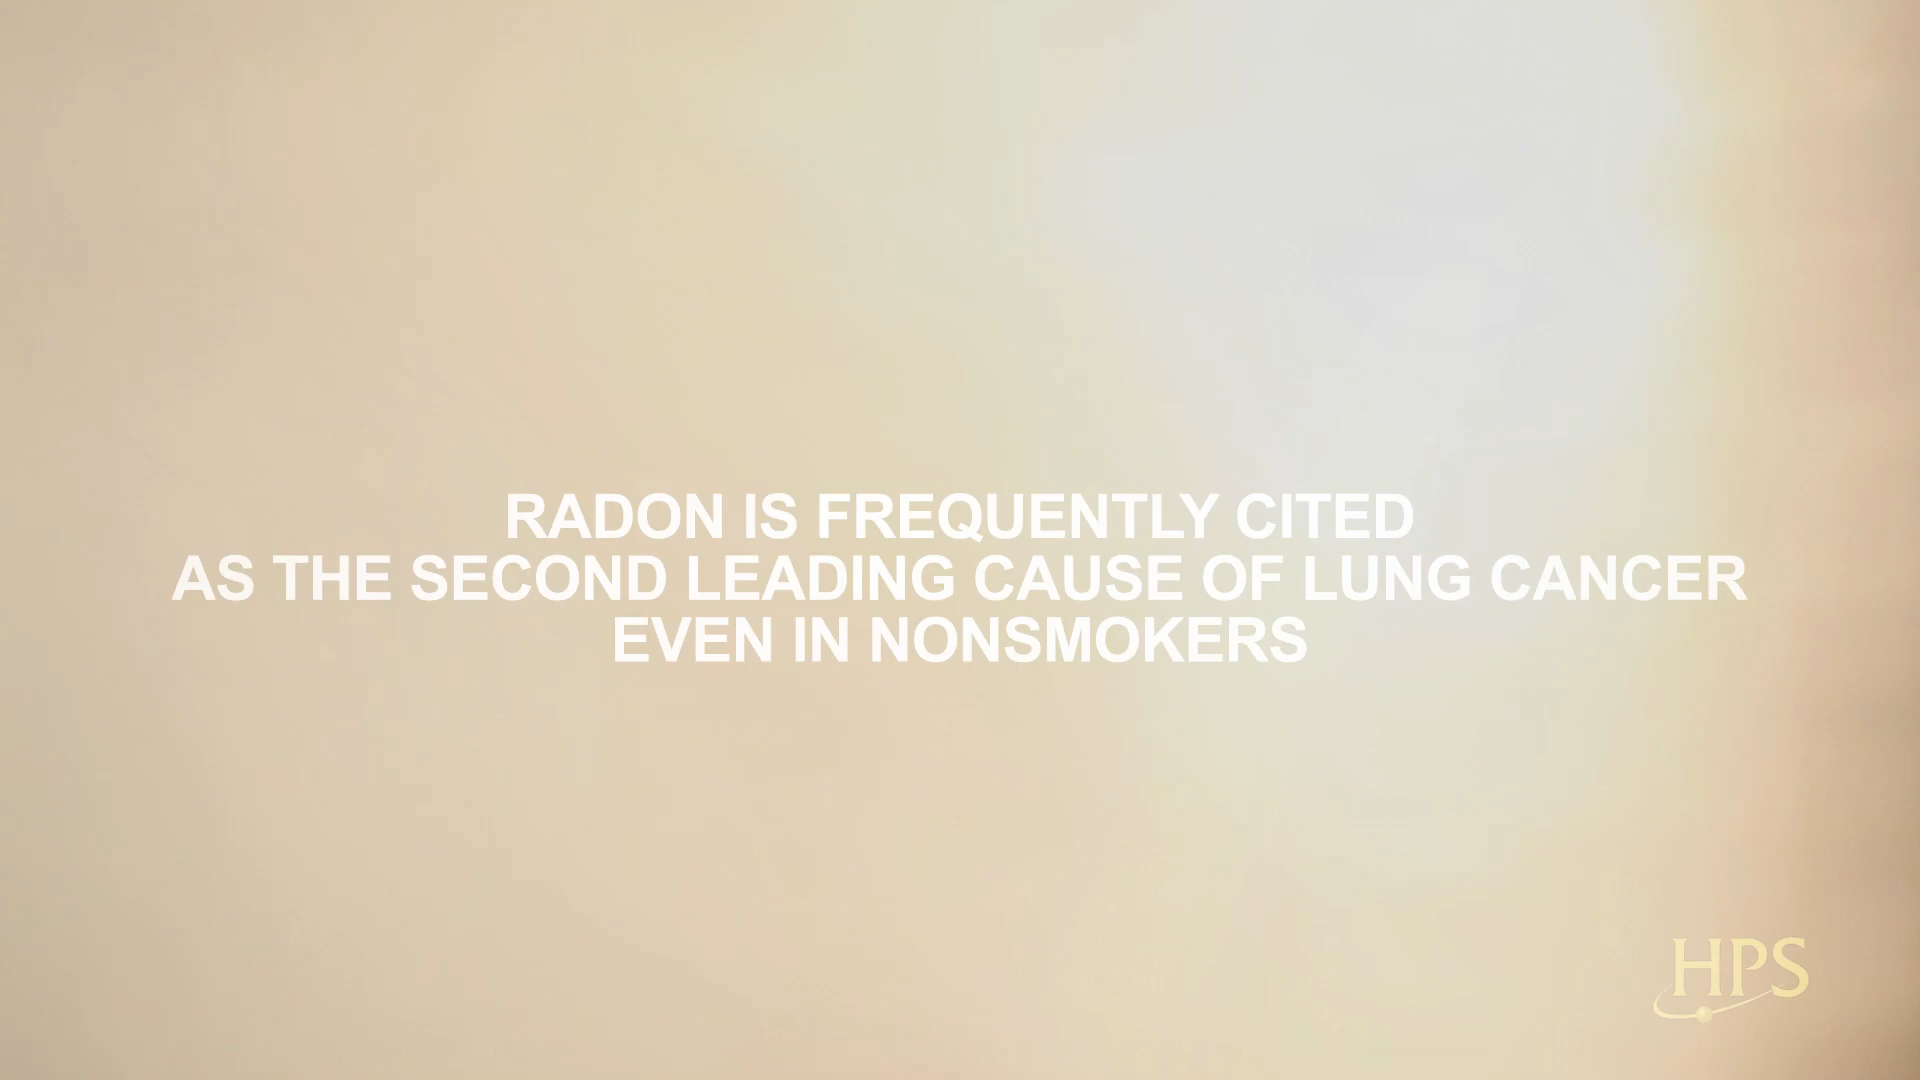 RADON IS FREQUENTLY CITED
AS THE SECOND LEADING CAUSE OF LUNG CANCER
EVEN IN NONSMOKERS
HPS